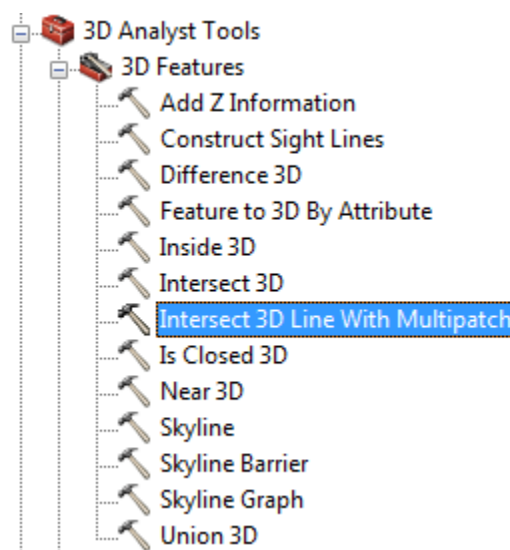 3D Analyst Tools
3D Features
Add Z Information
Construct Sight Lines
Difference 3D
Feature to 3D By Attribute
Inside 3D
Intersect 3D
Intersect 3D Line With Multipatch
Is Closed 3D
Near 3D
Skyline
Skyline Barrier
Skyline Graph
Union 3D